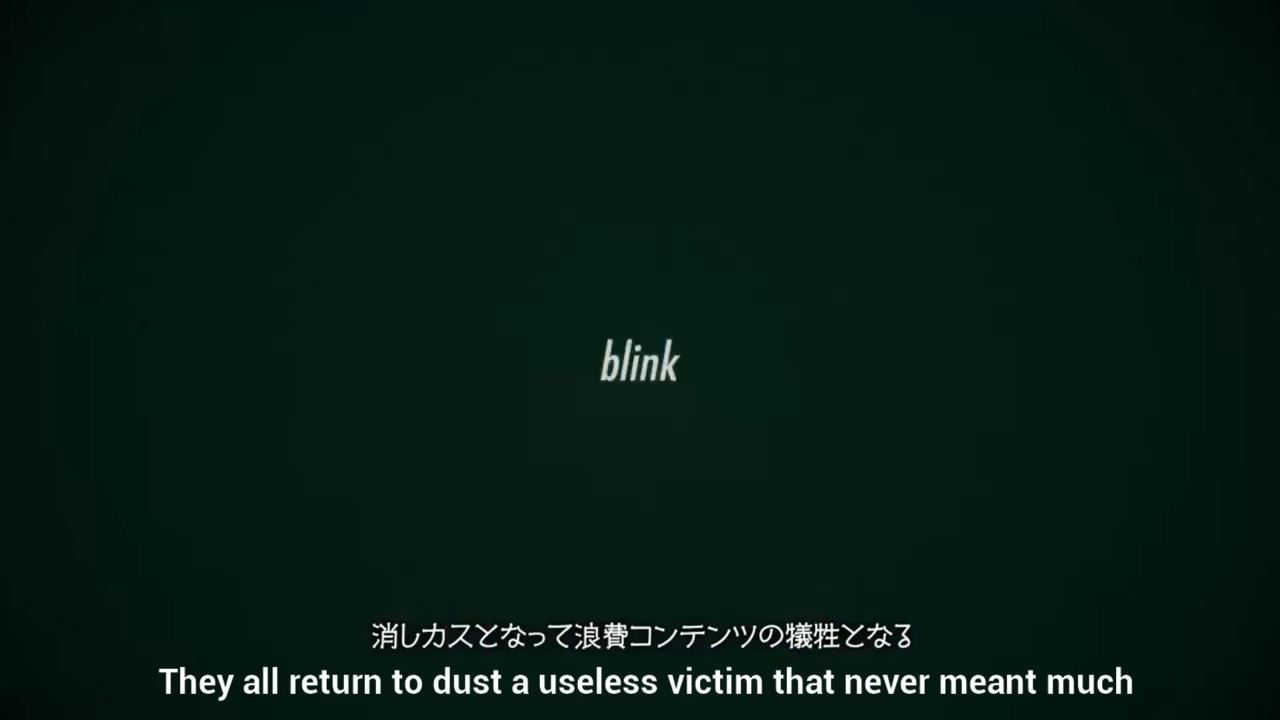 blink
消しカスとなって浪費コンテンツの犠牲となる
They all return to dust a useless victim that never meant much